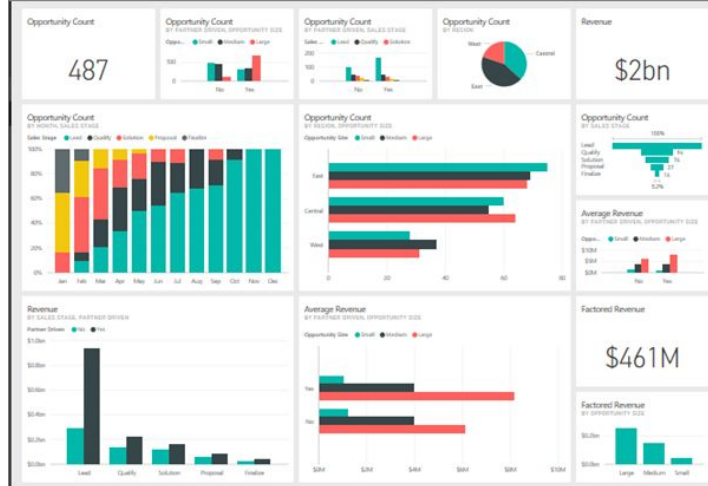 Opportunity Count
487
Opportunity Count
BY PARTNER DRIVEN, OPPORTUNITY SIZE
Oppo... Small Medium Large
100
0
No Yes
Opportunity Count
BY PARTNER DRIVEN, SALES STAGE
Sales ... Lead Qualify Solution
200
100
0
No Yes
Opportunity Count
BY REGION
West
Central
East
Revenue
$2bn
Opportunity Count
BY MONTH, SALES STAGE
Sales Stage Lead Qualify Solution Proposal Finalize
100%
80%
60%
40%
20%
0%
Jan Feb Mar Apr May Jun Jul Aug Sep Oct Nov Dec
Opportunity Count
BY REGION, OPPORTUNITY SIZE
Opportunity Size Small Medium Large
East
Central
West
0 20 40 60 80
Opportunity Count
BY SALES STAGE
100%
Lead
Qualify
Solution
Proposal
Finalize
Average Revenue
BY PARTNER DRIVEN, OPPORTUNITY SIZE
Oppo... Small Medium Large
$10M
$5M
$0M
No Yes
Revenue
BY SALES STAGE, PARTNER DRIVEN
Partner Driven No Yes
$1.0bn
$0.8bn
$0.6bn
$0.4bn
$0.2bn
$0.0bn
Lead Qualify Solution Proposal Finalize
Average Revenue
BY PARTNER DRIVEN, OPPORTUNITY SIZE
Opportunity Size Small Medium Large
Yes
$0M $2M $4M $6M $8M $10M
Factored Revenue
$461M
Factored Revenue
BY OPPORTUNITY SIZE
$0.2bn
$0.0bn
Large Medium Small